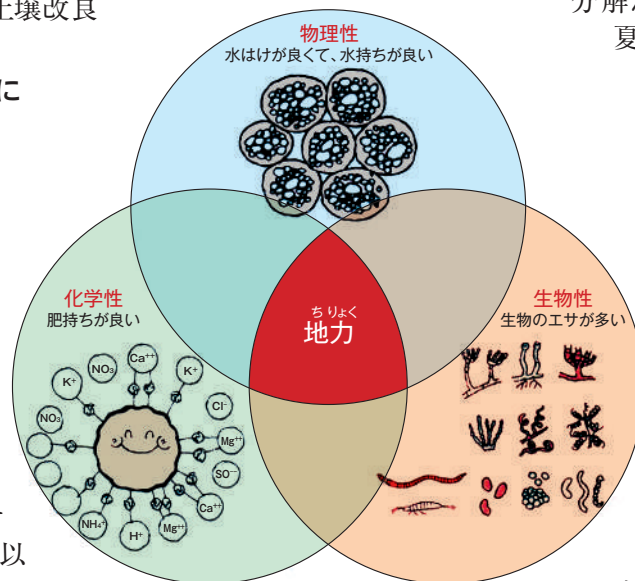 土壌改良
分解
夏
に
物理性
水はけが良くて、水持ちが良い
化学性
肥持ちが良い
ちりょく
地力
生物性
生物のエサが多い
Ca⁺⁺
NO₃
K⁺
K⁺
Cl⁻
NO₃
Mg⁺⁺
SO⁻⁻
Ca⁺⁺
NH₄⁺
H⁺
Mg⁺⁺
以